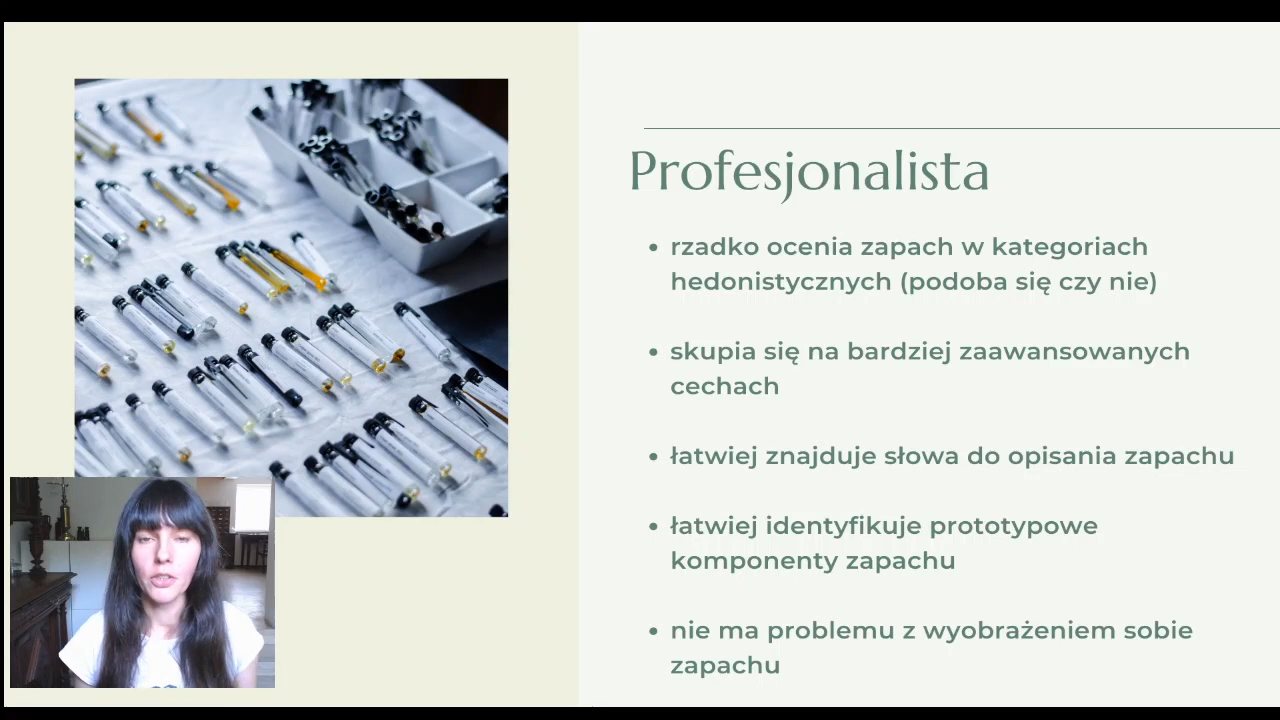 Profesjonalista
• rzadko ocenia zapach w kategoriach
hedonistycznych (podoba się czy nie)
• skupia się na bardziej zaawansowanych
cechach
• łatwiej znajduje słowa do opisania zapachu
• łatwiej identyfikuje prototypowe
komponenty zapachu
• nie ma problemu z wyobrażeniem sobie
zapachu